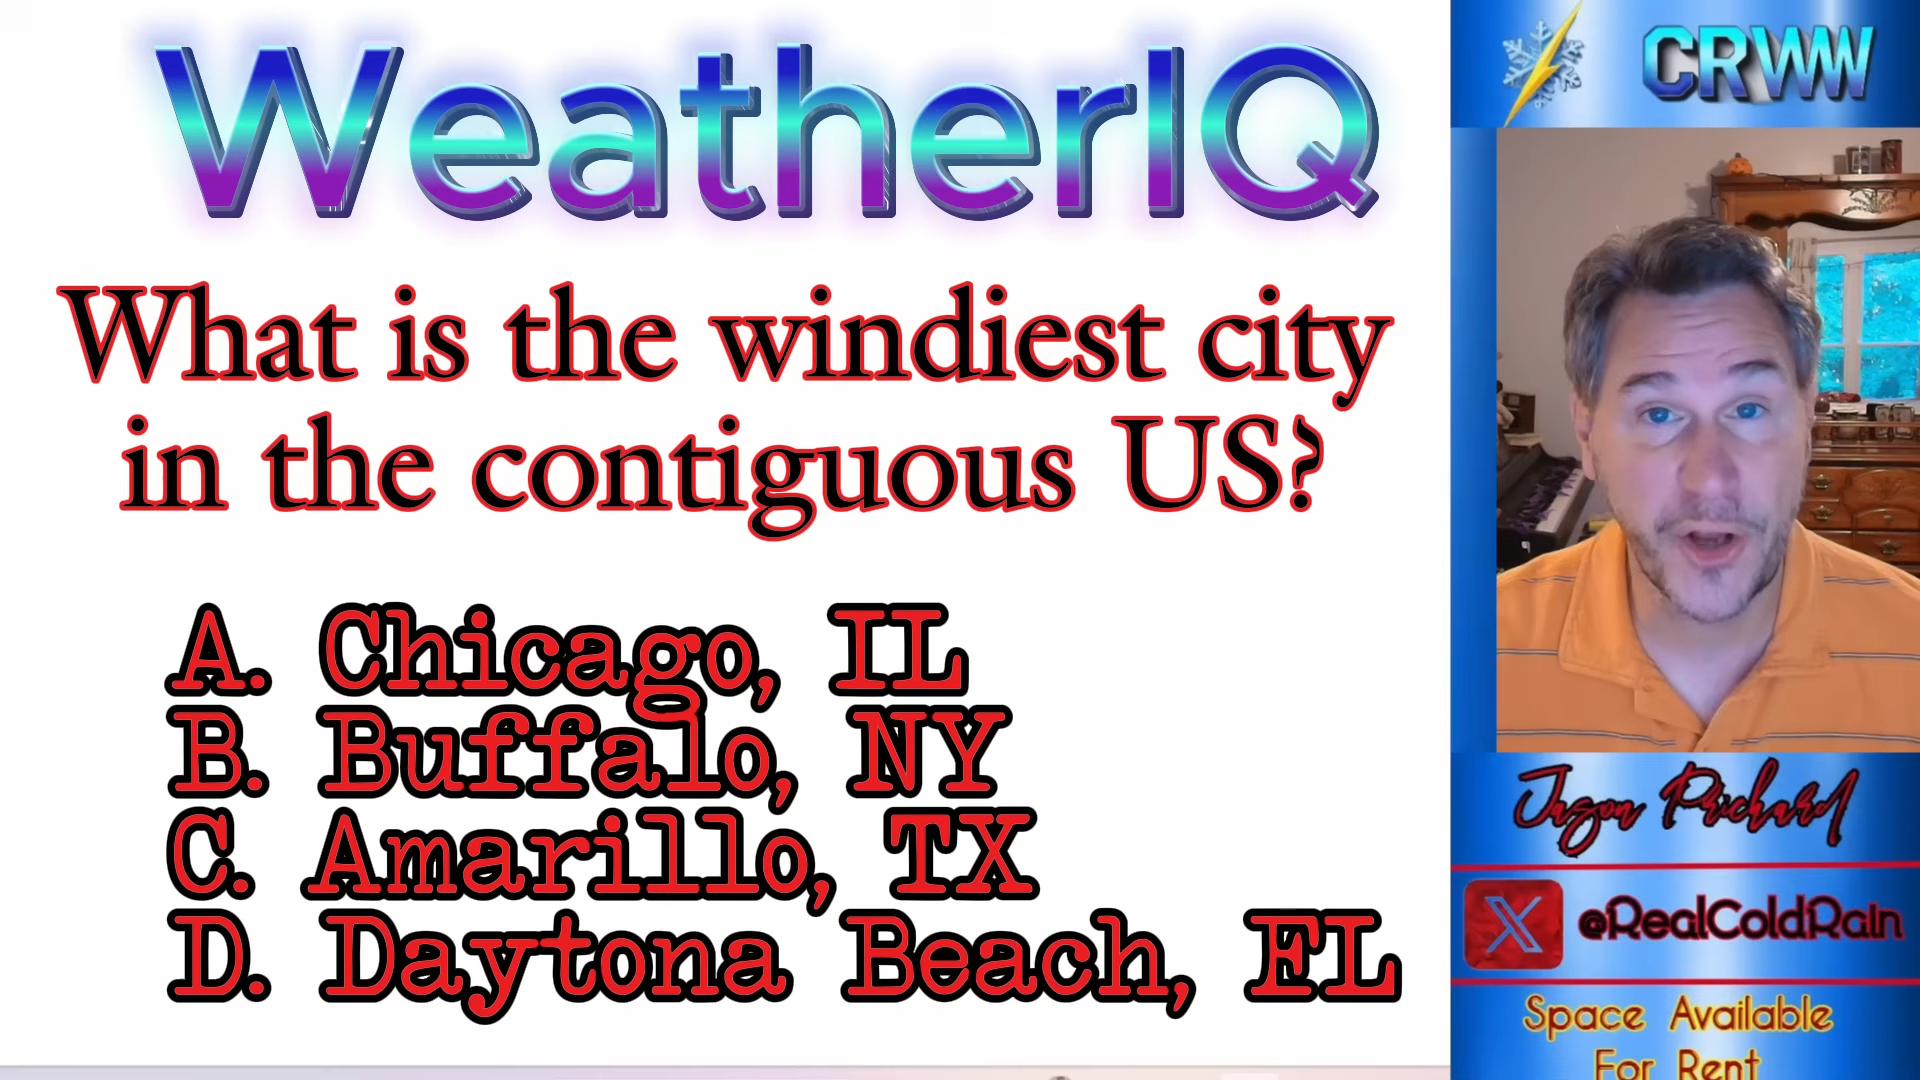 WeatherIQ
What is the windiest city
in the contiguous US?
A. Chicago, IL
B. Buffalo, NY
C. Amarillo, TX
D. Daytona Beach, FL
CRWW
Jason Prichard
X @RealColdRain
Space Available
For Rent